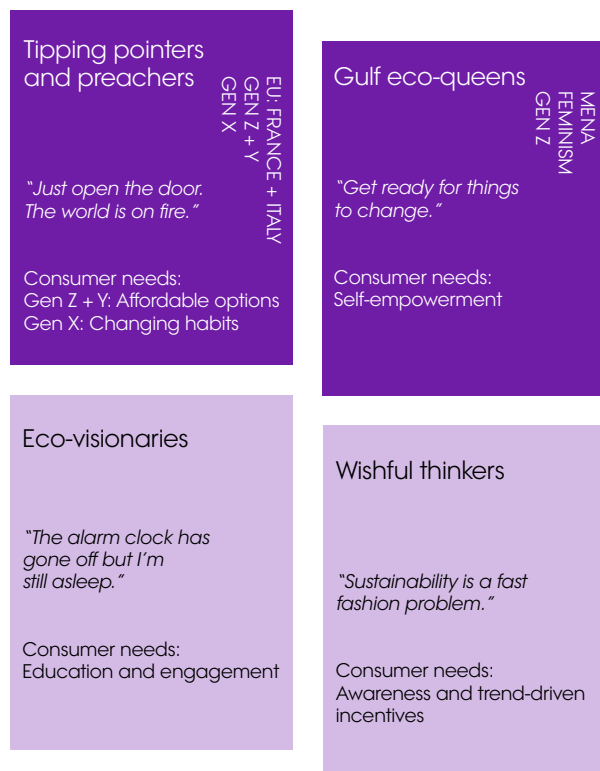 Tipping pointers
and preachers
EU: FRANCE + ITALY
GEN Z + Y
GEN X
“Just open the door.
The world is on fire.”
Consumer needs:
Gen Z + Y: Affordable options
Gen X: Changing habits
Gulf eco-queens
MENA
FEMINISM
GEN Z
“Get ready for things
to change.”
Consumer needs:
Self-empowerment
Eco-visionaries
“The alarm clock has
gone off but I’m
still asleep.”
Consumer needs:
Education and engagement
Wishful thinkers
“Sustainability is a fast
fashion problem.”
Consumer needs:
Awareness and trend-driven
incentives